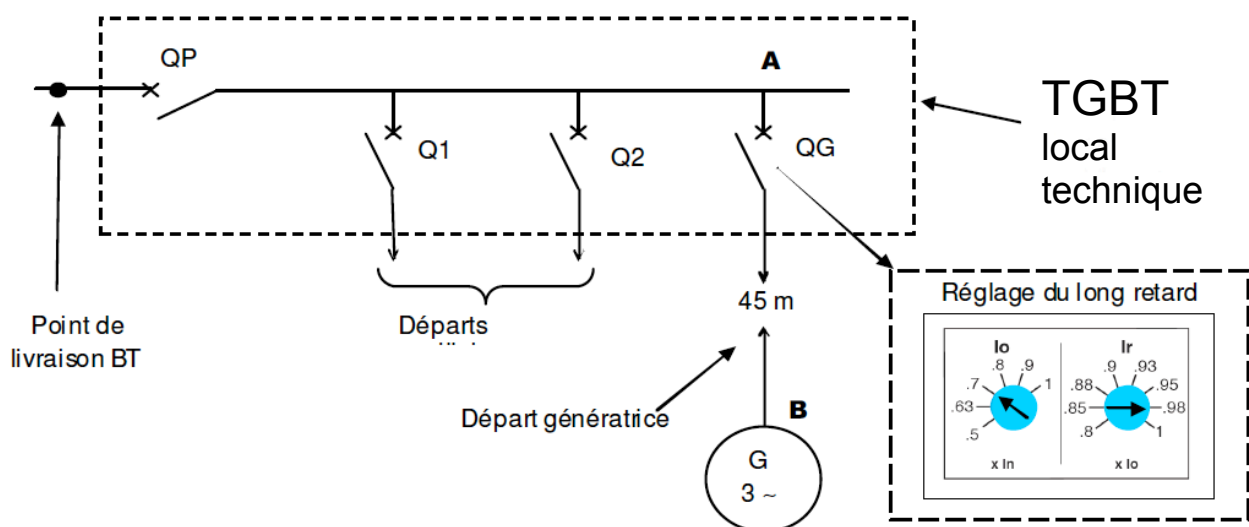 QP
A
TGBT
local
technique
Q1
Q2
QG
Point de
livraison BT
Départs
45 m
Départ génératrice
B
G
3 ~
Réglage du long retard
Io
.5
.63
.7
.8
.9
1
x In
Ir
.8
.85
.88
.9
.93
.95
.98
1
x Io